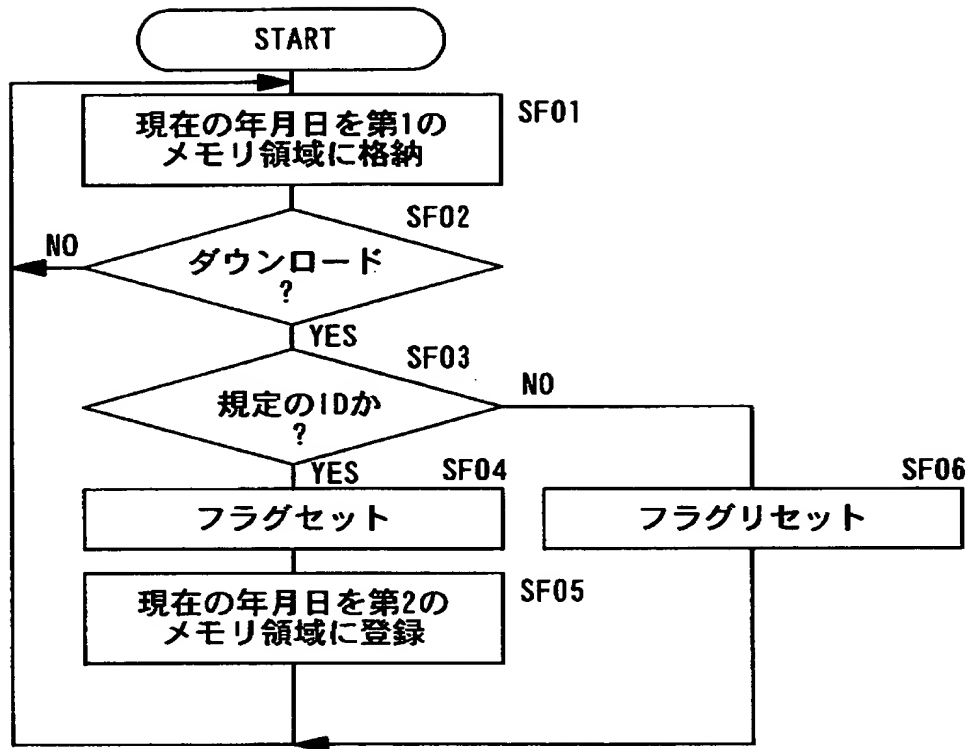 START
現在の年月日を第1の
メモリ領域に格納
SF01
SF02
NO
ダウンロード
?
YES
SF03
NO
規定のIDか
?
YES
SF04
SF06
フラグセット
フラグリセット
現在の年月日を第2の
メモリ領域に登録
SF05